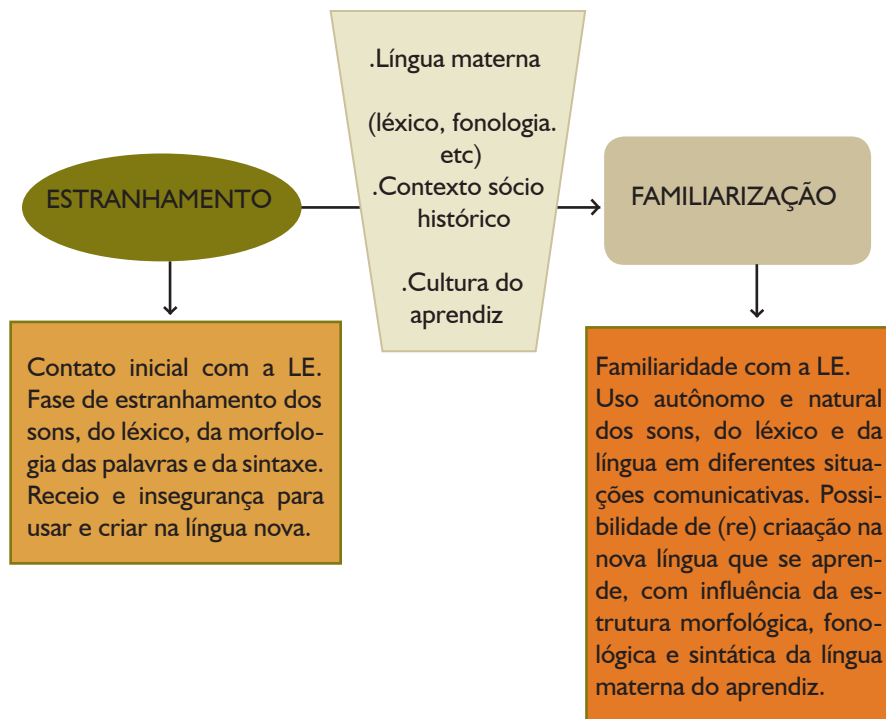 ESTRANHAMENTO
.Língua materna
(léxico, fonologia.
etc)
.Contexto sócio
histórico
.Cultura do
aprendiz
FAMILIARIZAÇÃO
Contato inicial com a LE.
Fase de estranhamento dos
sons, do léxico, da morfolo-
gia das palavras e da sintaxe.
Receio e insegurança para
usar e criar na língua nova.
Familiaridade com a LE.
Uso autônomo e natural
dos sons, do léxico e da
língua em diferentes situa-
ções comunicativas. Possi-
bilidade de (re) criaação na
nova língua que se apren-
de, com influência da es-
trutura morfológica, fono-
lógica e sintática da língua
materna do aprendiz.